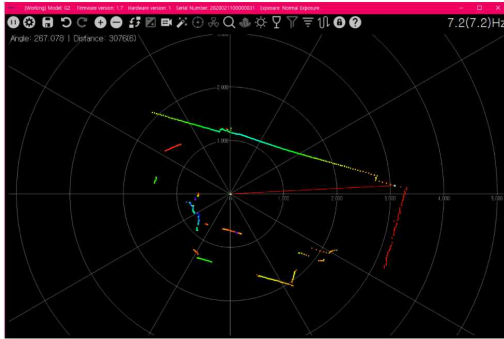 [Working] Model: G2 Firmware version: 1.7 Hardware version: 1 Serial Number: 2020021100000031 Exposure: Normal Exposure
7.2(7.2)Hz
Angle: 267.078 | Distance: 3076(6)
2 000
1 000
1 000
2 000
3 000
4 000
5 000